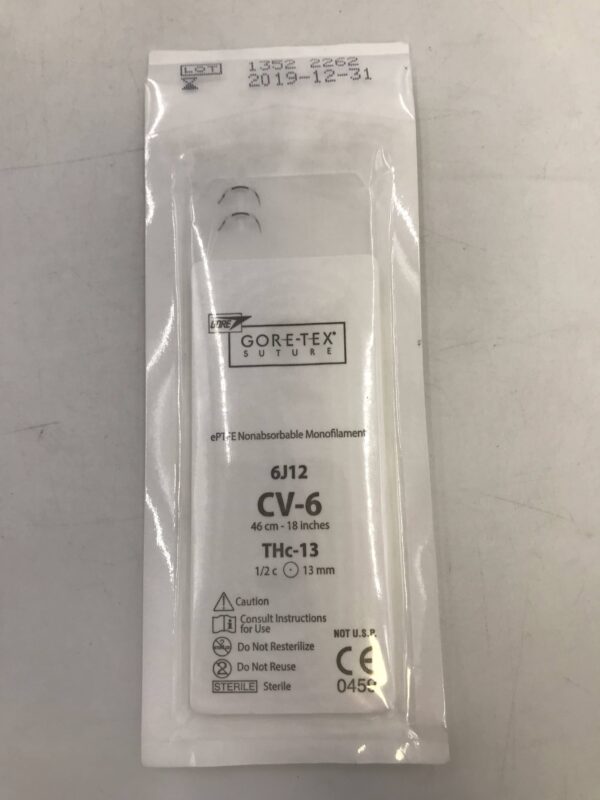 LOT 1352 2262
2019-12-31
GORE
GORE-TEX®
SUTURE
ePTFE Nonabsorbable Monofilament
6J12
CV-6
46 cm - 18 inches
THc-13
1/2 c 13 mm
Caution
Consult Instructions
for Use
Do Not Resterilize
Do Not Reuse
STERILE Sterile
NOT U.S.P.
CE
0459